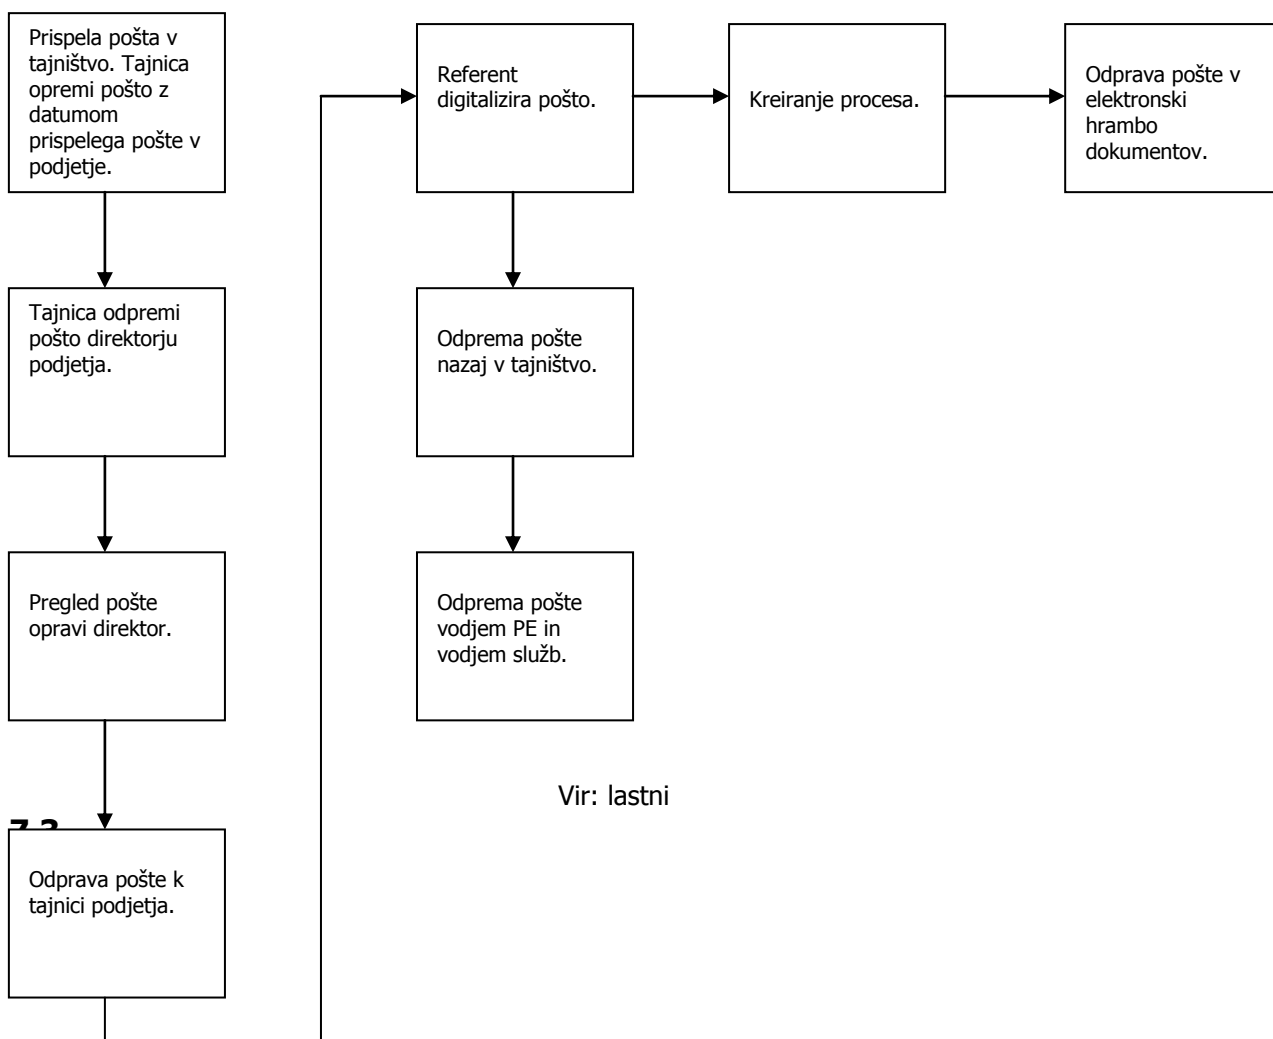 Prispela pošta v
tajništvo. Tajnica
opremi pošto z
datumom
prispelega pošte v
podjetje.
Tajnica odpremi
pošto direktorju
podjetja.
Pregled pošte
opravi direktor.
7.3
Odprava pošte k
tajnici podjetja.
Referent
digitalizira pošto.
Kreiranje procesa.
Odprava pošte v
elektronski
hrambo
dokumentov.
Odprema pošte
nazaj v tajništvo.
Odprema pošte
vodjem PE in
vodjem služb.
Vir: lastni